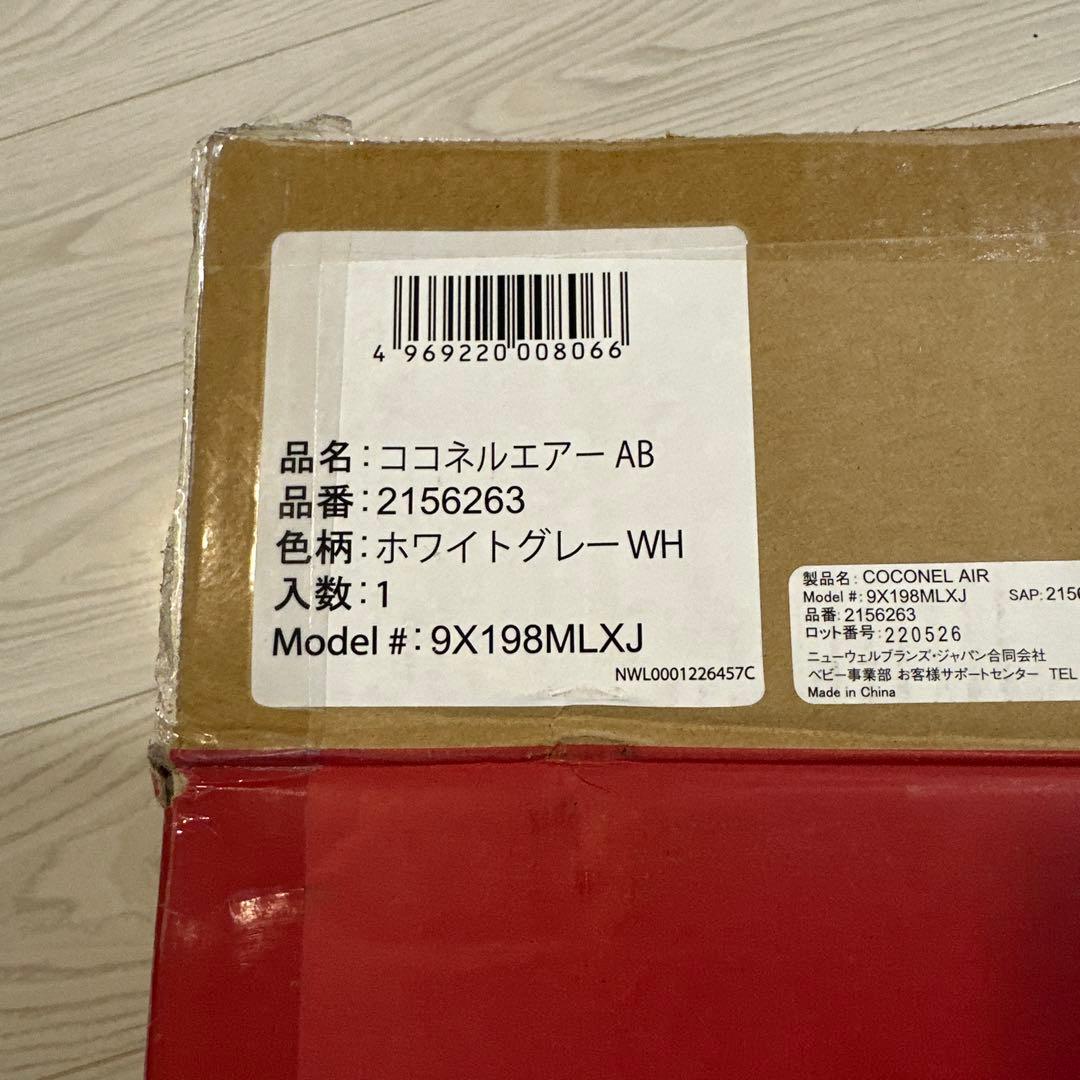 4 969220 008066
品名：ココネルエアー AB
品番：2156263
色柄：ホワイトグレー WH
入数：1
Model #：9X198MLXJ
NWL0001226457C
製品名：COCONEL AIR
Model #：9X198MLXJ SAP：2156
品番：2156263
ロット番号：220526
ニューウェルブランズ・ジャパン合同会社
ベビー事業部 お客様サポートセンター TEL
Made in China